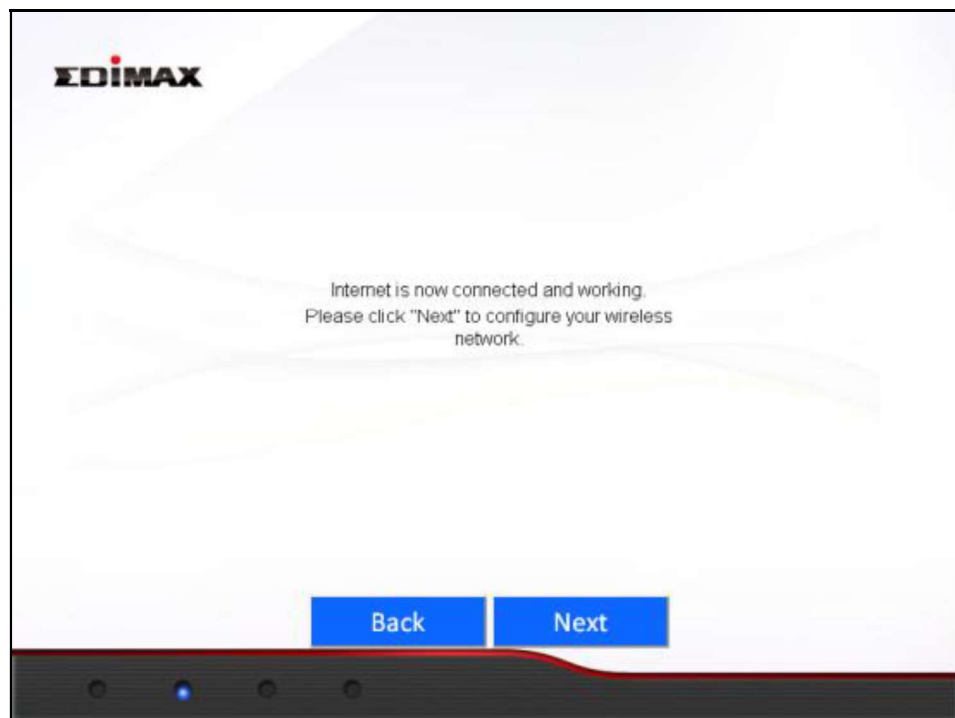 EDIMAX
Internet is now connected and working.
Please click "Next" to configure your wireless
network.
Back
Next